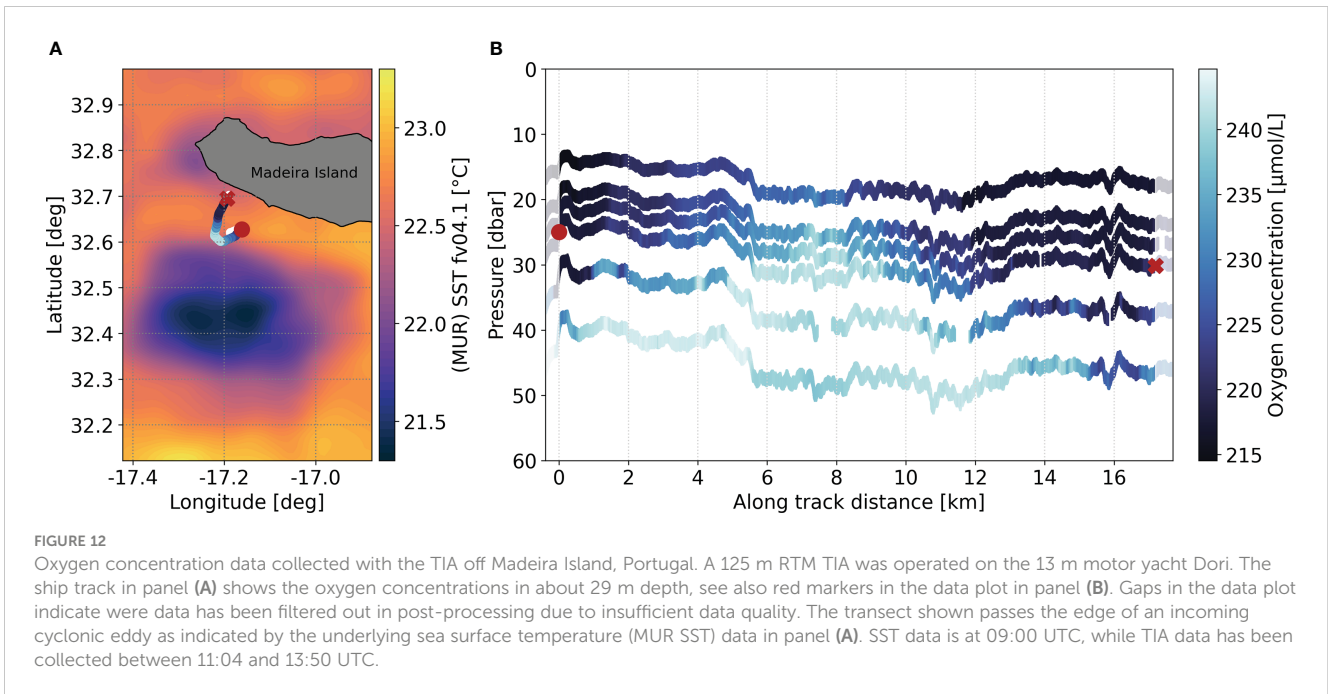 A
B
32.9
32.8
32.7
32.6
32.5
32.4
32.3
32.2
Latitude [deg]
-17.4
-17.2
-17.0
Longitude [deg]
Madeira Island
23.0
22.5
22.0
21.5
(MUR) SST fv04.1 [°C]
0
10
20
30
40
50
60
Pressure [dbar]
0
2
4
6
8
10
12
14
16
Along track distance [km]
240
235
230
225
220
215
Oxygen concentration [μmol/L]
FIGURE 12
Oxygen concentration data collected with the TIA off Madeira Island, Portugal. A 125 m RTM TIA was operated on the 13 m motor yacht Dori. The
ship track in panel (A) shows the oxygen concentrations in about 29 m depth, see also red markers in the data plot in panel (B). Gaps in the data plot
indicate were data has been filtered out in post-processing due to insufficient data quality. The transect shown passes the edge of an incoming
cyclonic eddy as indicated by the underlying sea surface temperature (MUR SST) data in panel (A). SST data is at 09:00 UTC, while TIA data has been
collected between 11:04 and 13:50 UTC.